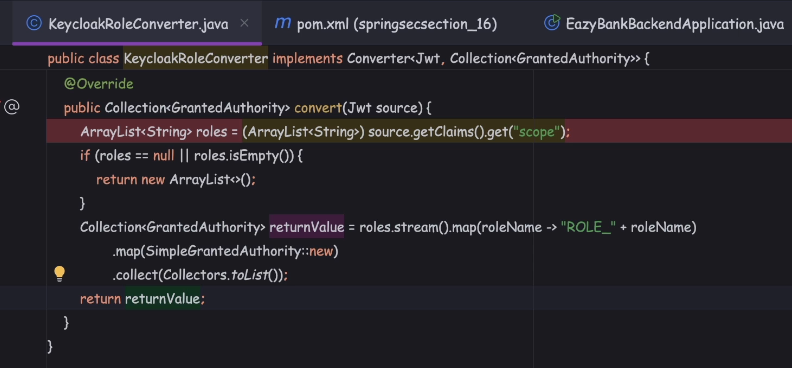 KeycloakRoleConverter.java × pom.xml (springsecsection_16) EazyBankBackendApplication.java
public class KeycloakRoleConverter implements Converter<Jwt, Collection<GrantedAuthority>> {
@Override
public Collection<GrantedAuthority> convert(Jwt source) {
ArrayList<String> roles = (ArrayList<String>) source.getClaims().get("scope");
if (roles == null || roles.isEmpty()) {
return new ArrayList<>();
}
Collection<GrantedAuthority> returnValue = roles.stream().map(roleName -> "ROLE_" + roleName)
.map(SimpleGrantedAuthority::new)
.collect(Collectors.toList());
return returnValue;
}
}